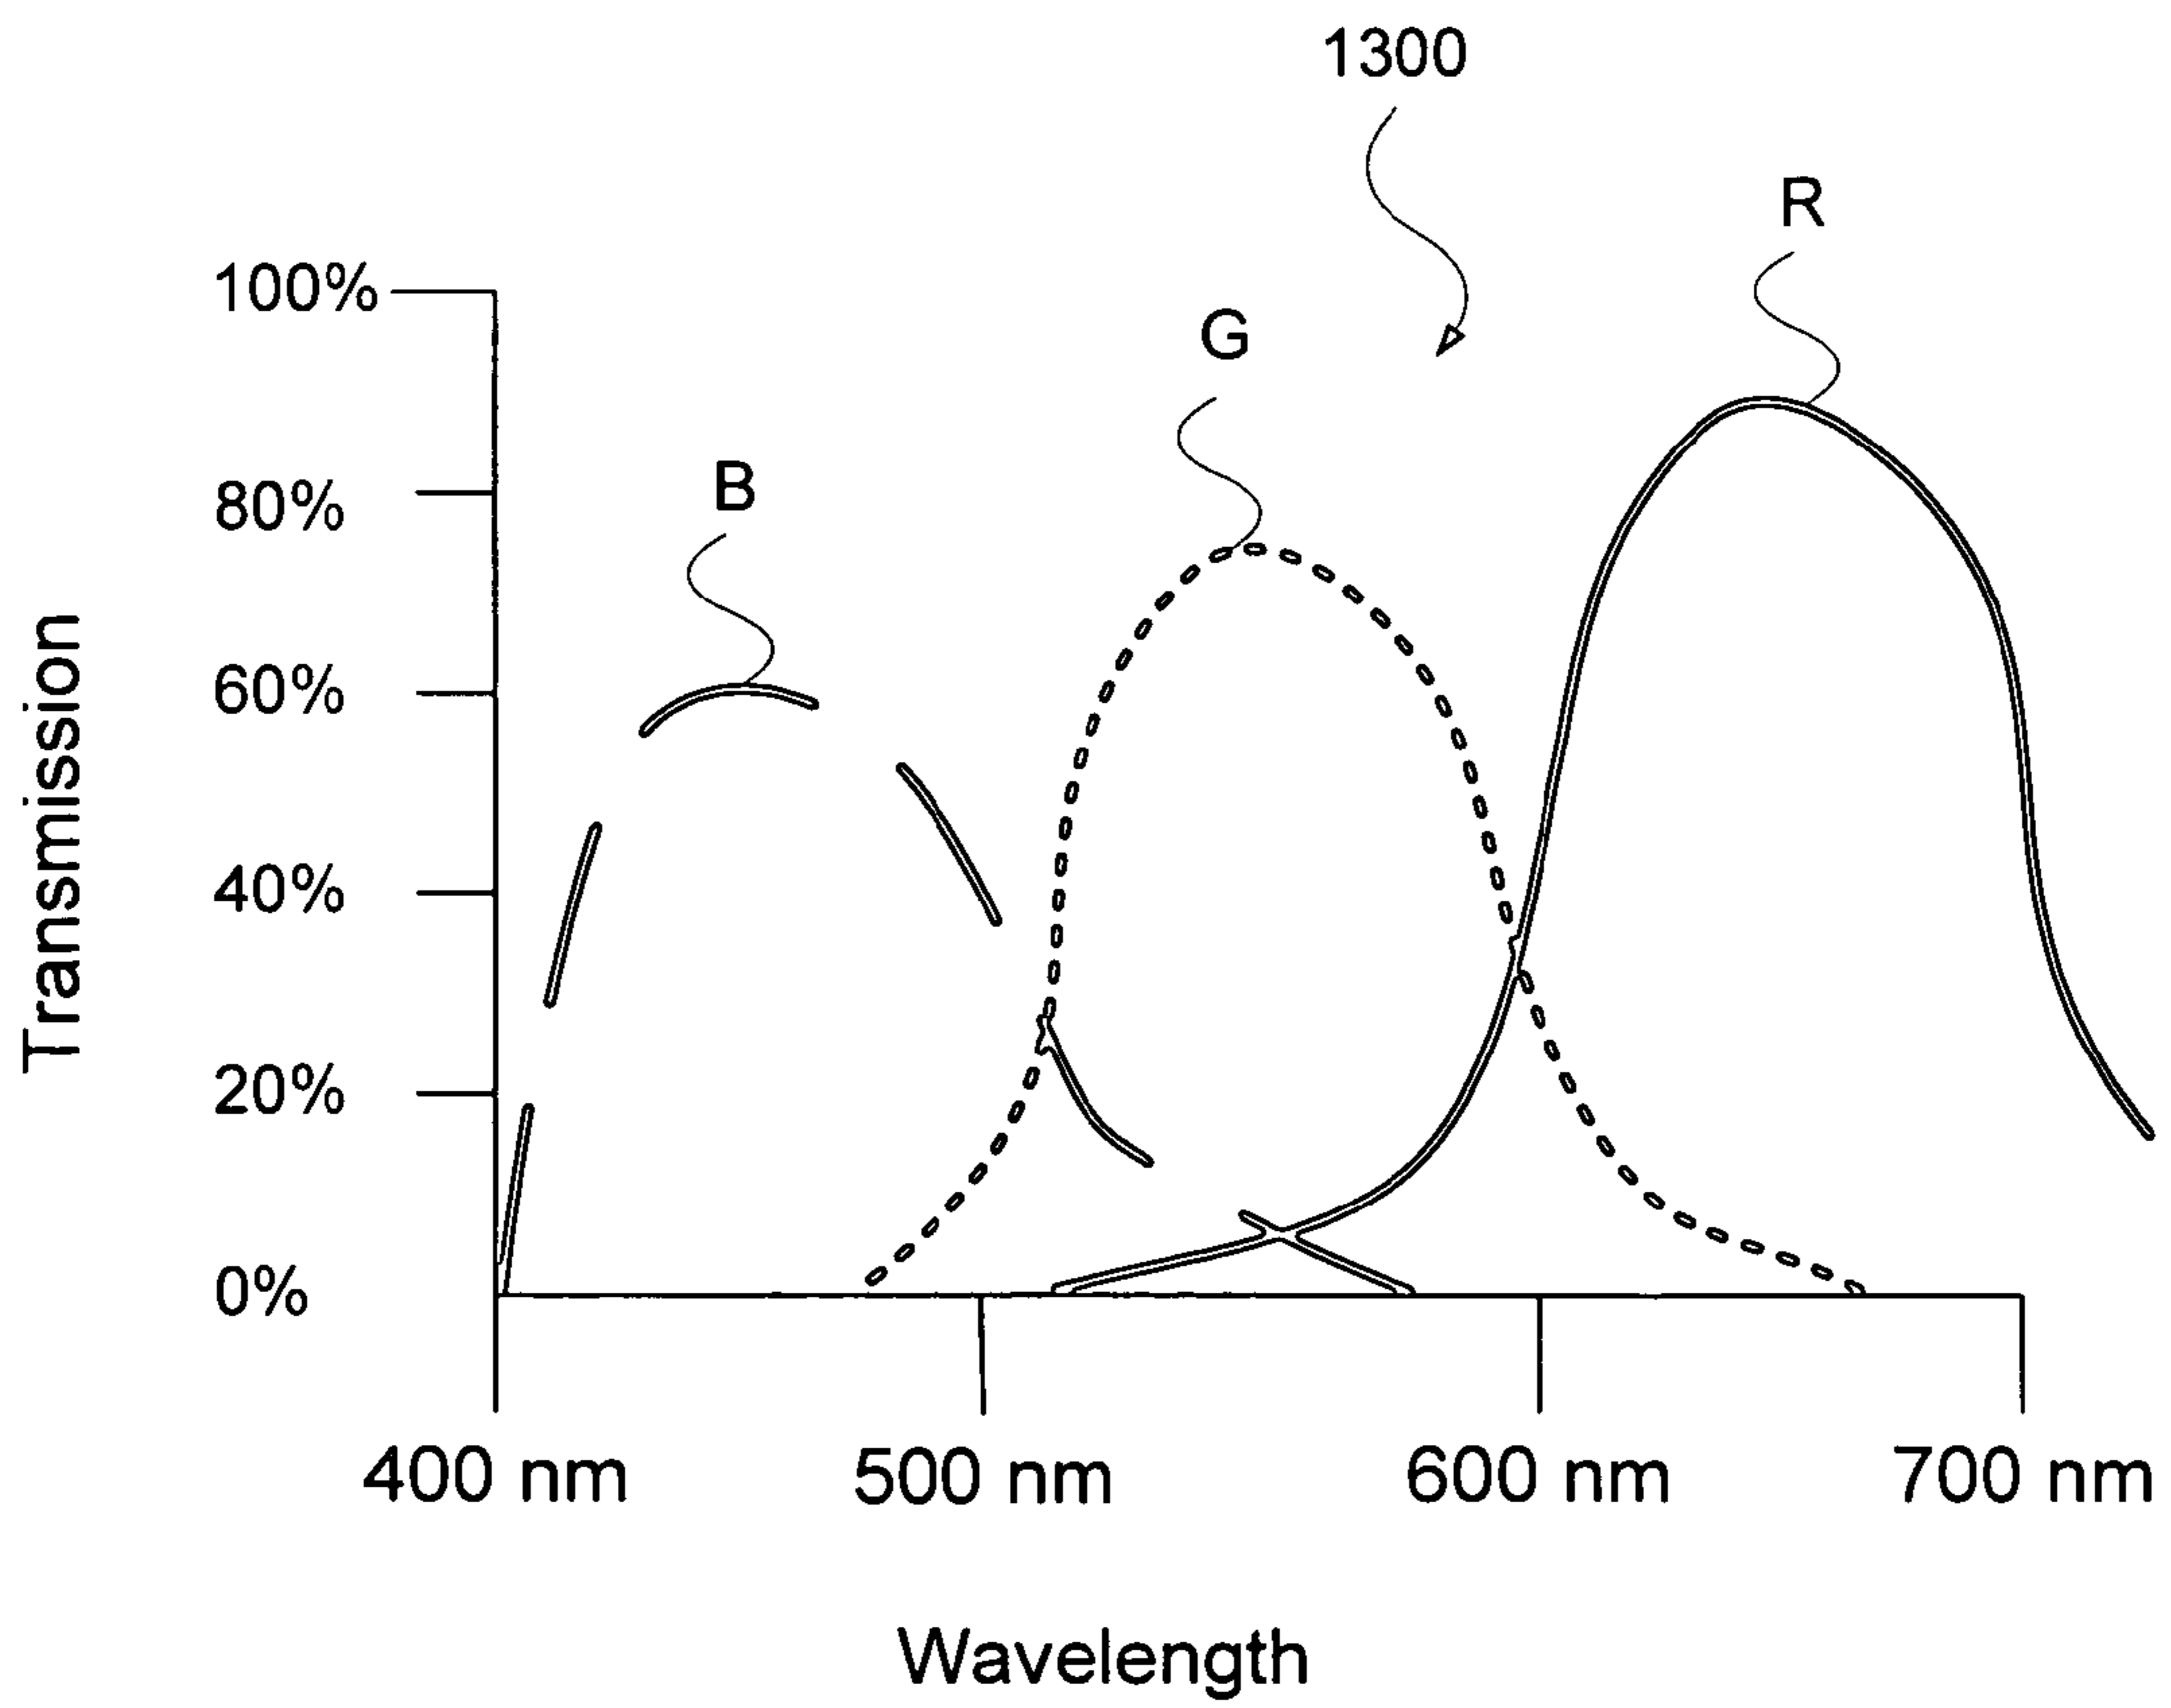 1300
R
G
B
100%
80%
60%
40%
20%
0%
Transmission
400 nm
500 nm
600 nm
700 nm
Wavelength